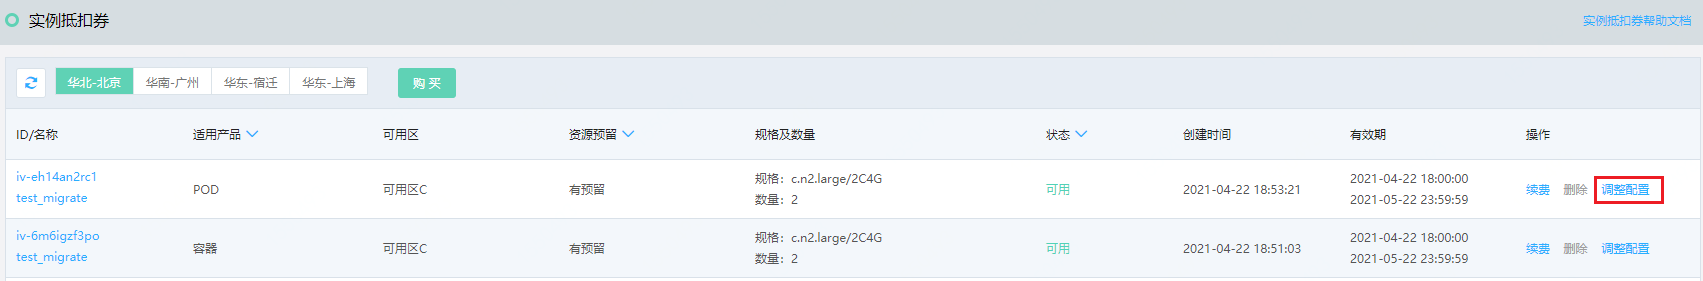 实例抵扣券
实例抵扣券帮助文档
华北-北京 华南-广州 华东-宿迁 华东-上海 购 买
ID/名称 适用产品 可用区 资源预留 规格及数量 状态 创建时间 有效期 操作
iv-eh14an2rc1
test_migrate
POD
可用区C
有预留
规格：c.n2.large/2C4G
数量：2
可用
2021-04-22 18:53:21
2021-04-22 18:00:00
2021-05-22 23:59:59
续费 删除 调整配置
iv-6m6igzf3po
test_migrate
容器
可用区C
有预留
规格：c.n2.large/2C4G
数量：2
可用
2021-04-22 18:51:03
2021-04-22 18:00:00
2021-05-22 23:59:59
续费 删除 调整配置